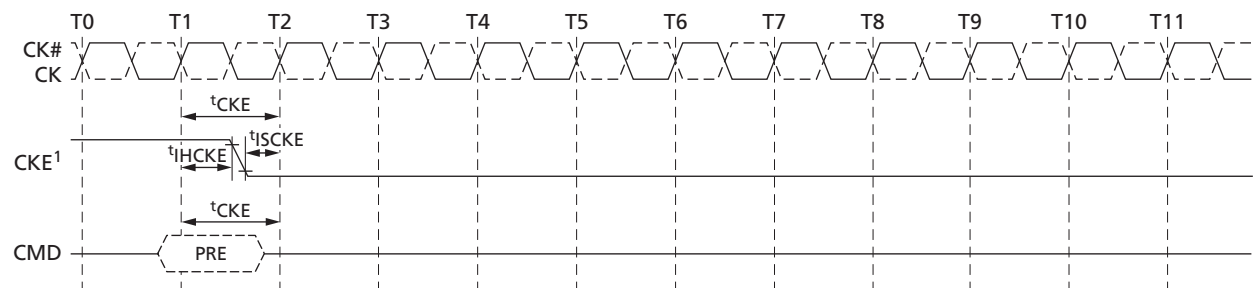 T0 T1 T2 T3 T4 T5 T6 T7 T8 T9 T10 T11
CK#
CK
tCKE
tISCKE
CKE1
tIHCKE
tCKE
CMD
PRE